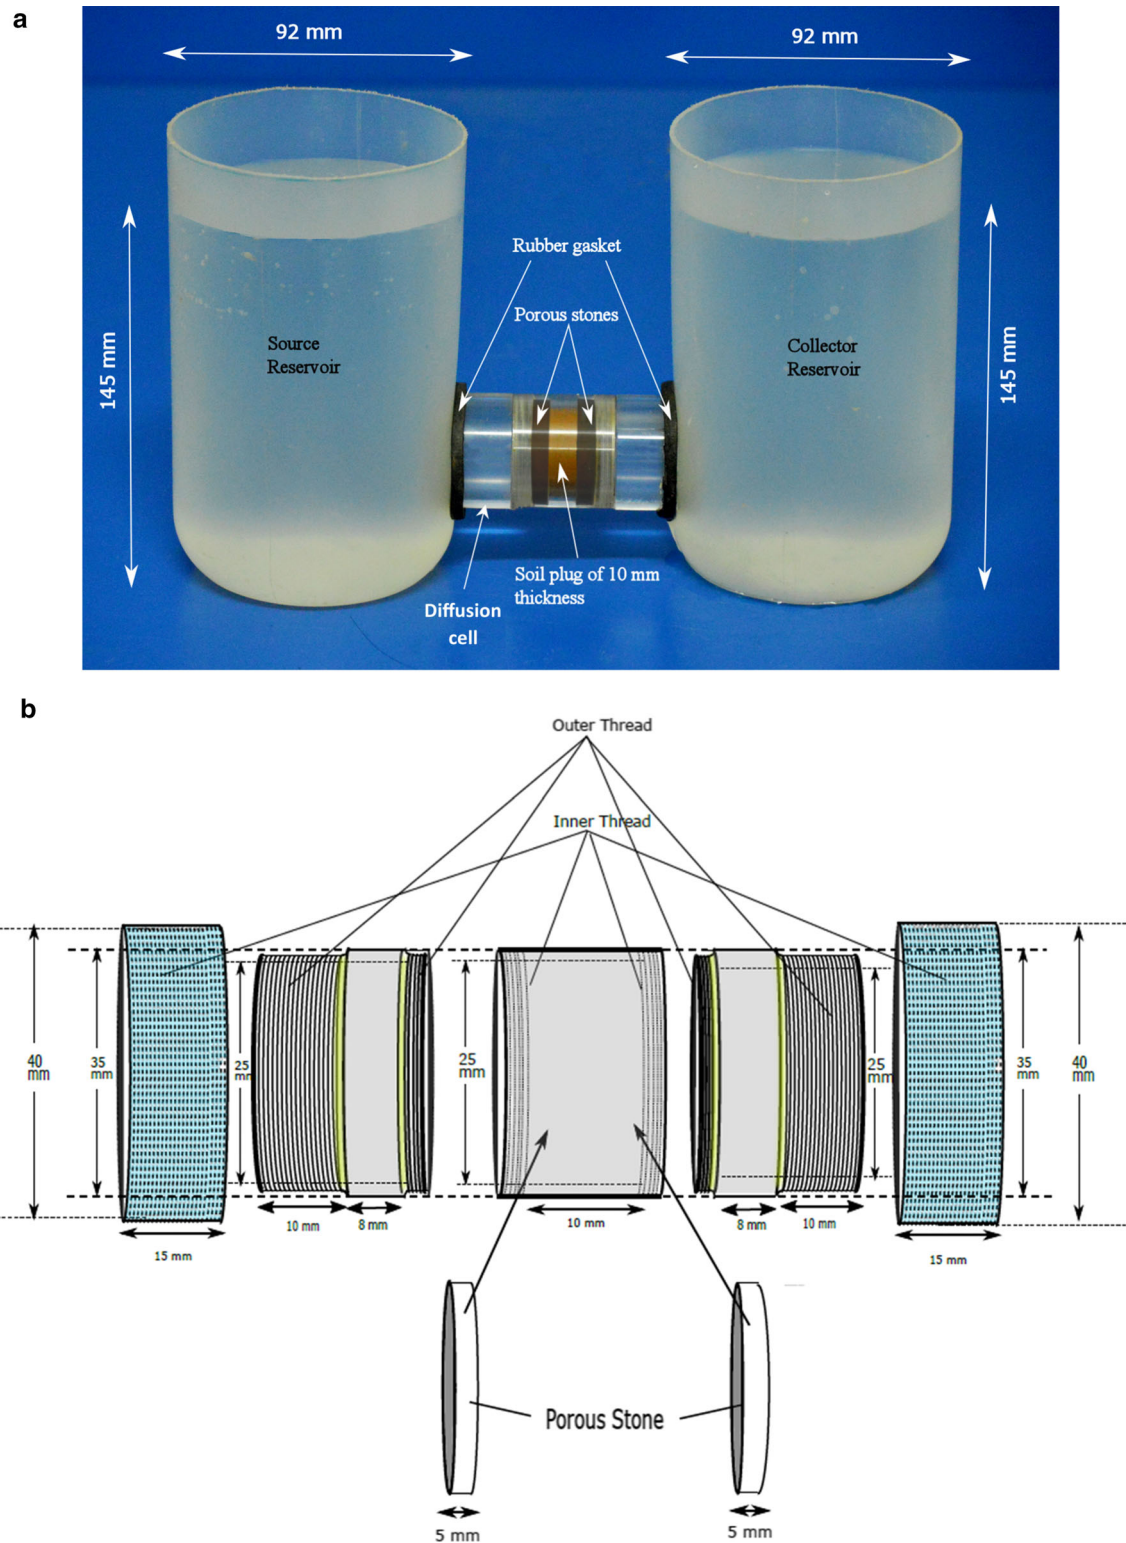 a
92 mm
92 mm
Rubber gasket
Porous stones
Source
Reservoir
Collector
Reservoir
145 mm
145 mm
Soil plug of 10 mm
thickness
Diffusion
cell
b
Outer Thread
Inner Thread
40
mm
35
mm
25
mm
25
mm
25
mm
35
mm
40
mm
10 mm
8 mm
10 mm
8 mm
10 mm
15 mm
15 mm
Porous Stone
5 mm
5 mm